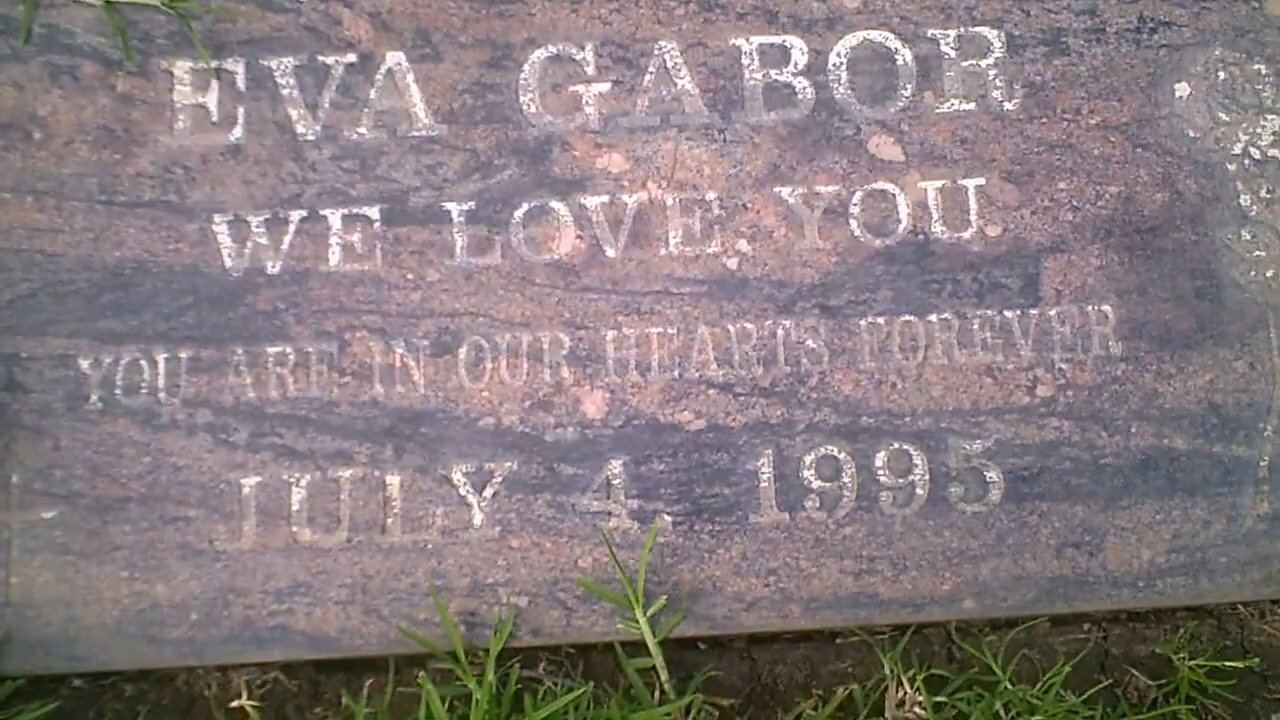 EVA GABOR
WE LOVE YOU
YOU ARE IN OUR HEARTS FOREVER
JULY 4, 1995